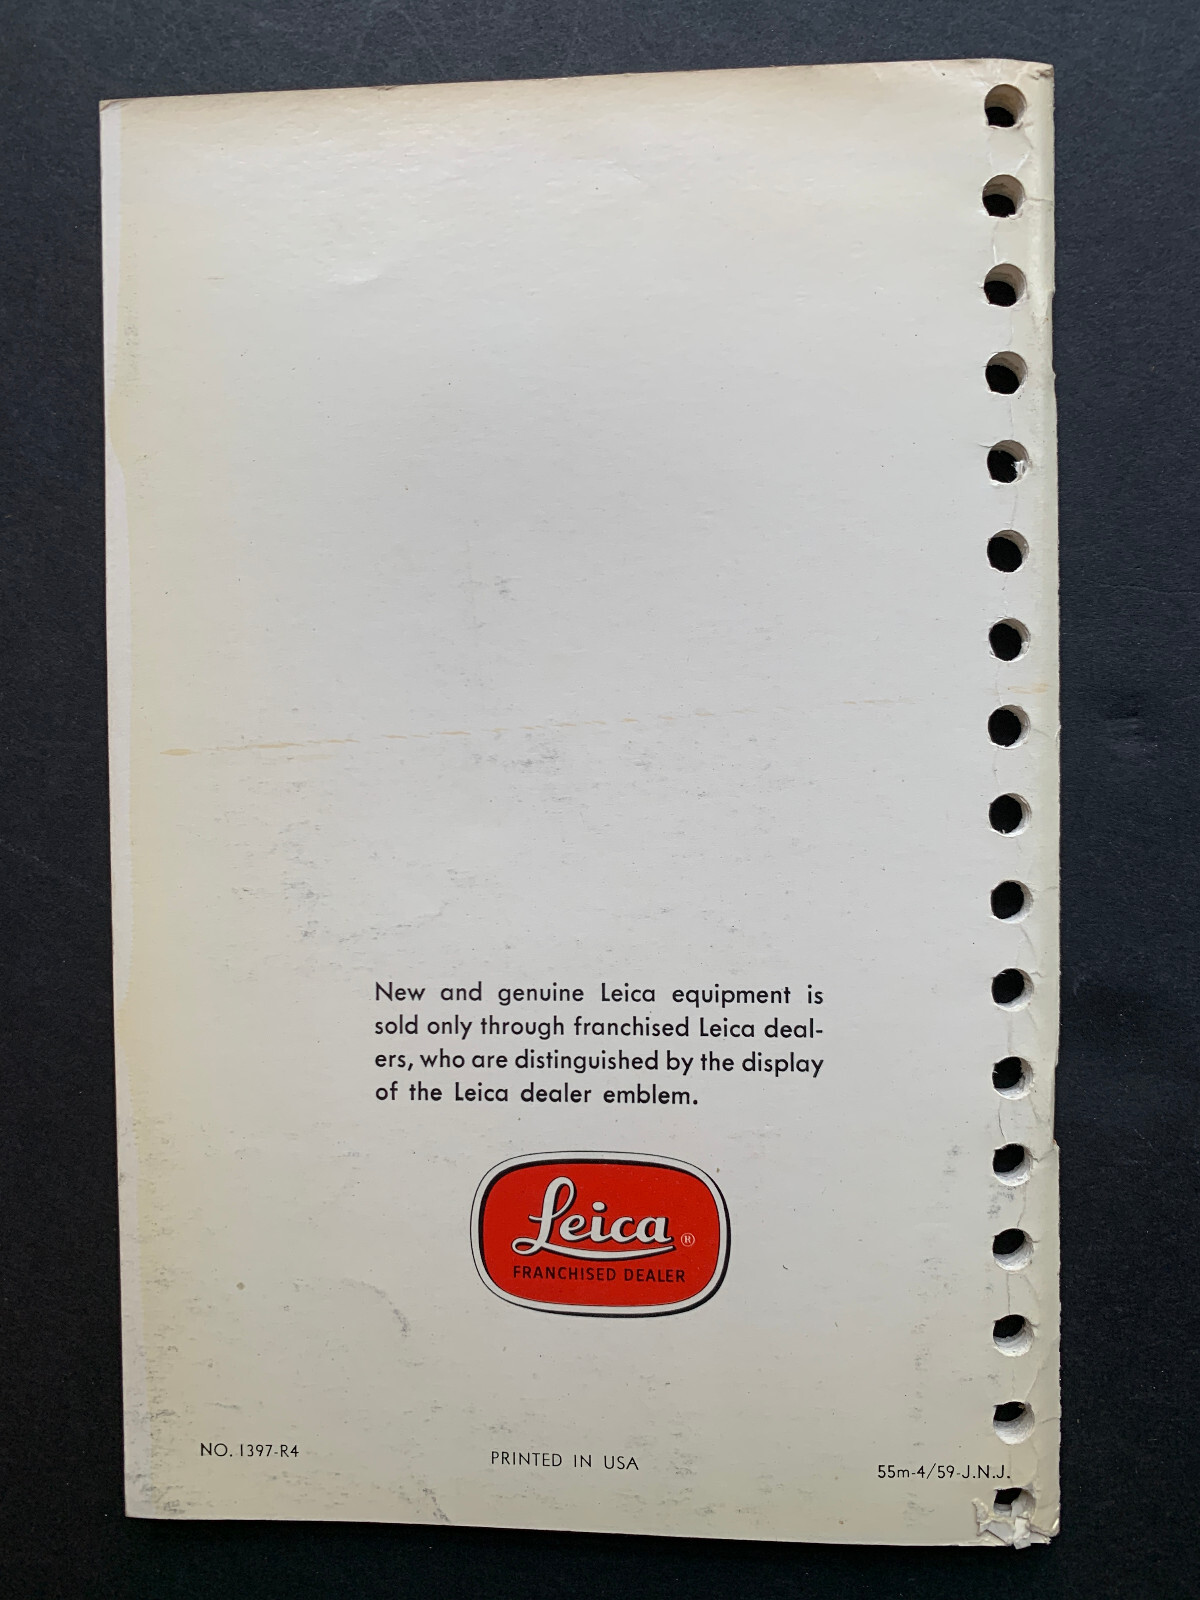 New and genuine Leica equipment is
sold only through franchised Leica deal-
ers, who are distinguished by the display
of the Leica dealer emblem.
Leica ®
FRANCHISED DEALER
NO. 1397-R4
PRINTED IN USA
55m-4/59-J.N.J.